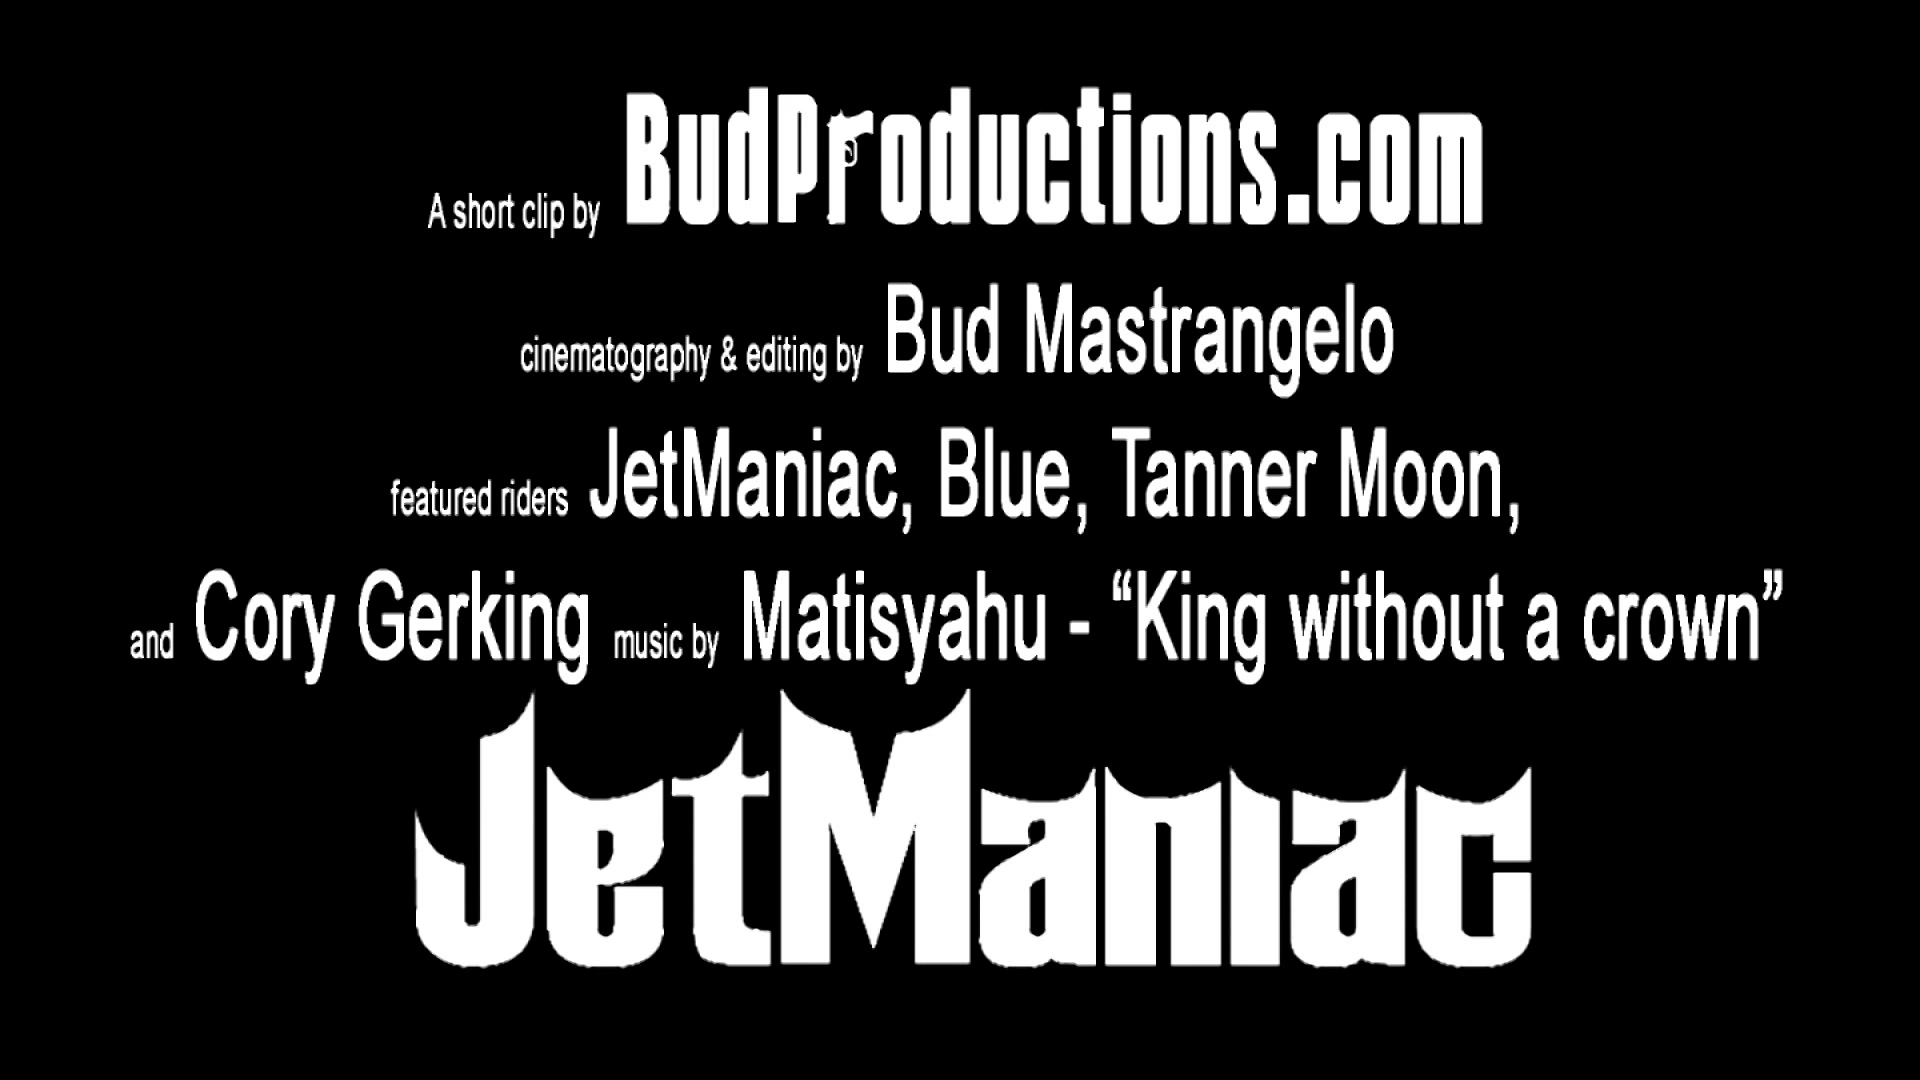 A short clip by BudProductions.com
cinematography & editing by Bud Mastrangelo
featured riders JetManiac, Blue, Tanner Moon,
and Cory Gerking music by Matisyahu - “King without a crown”
JetManiac